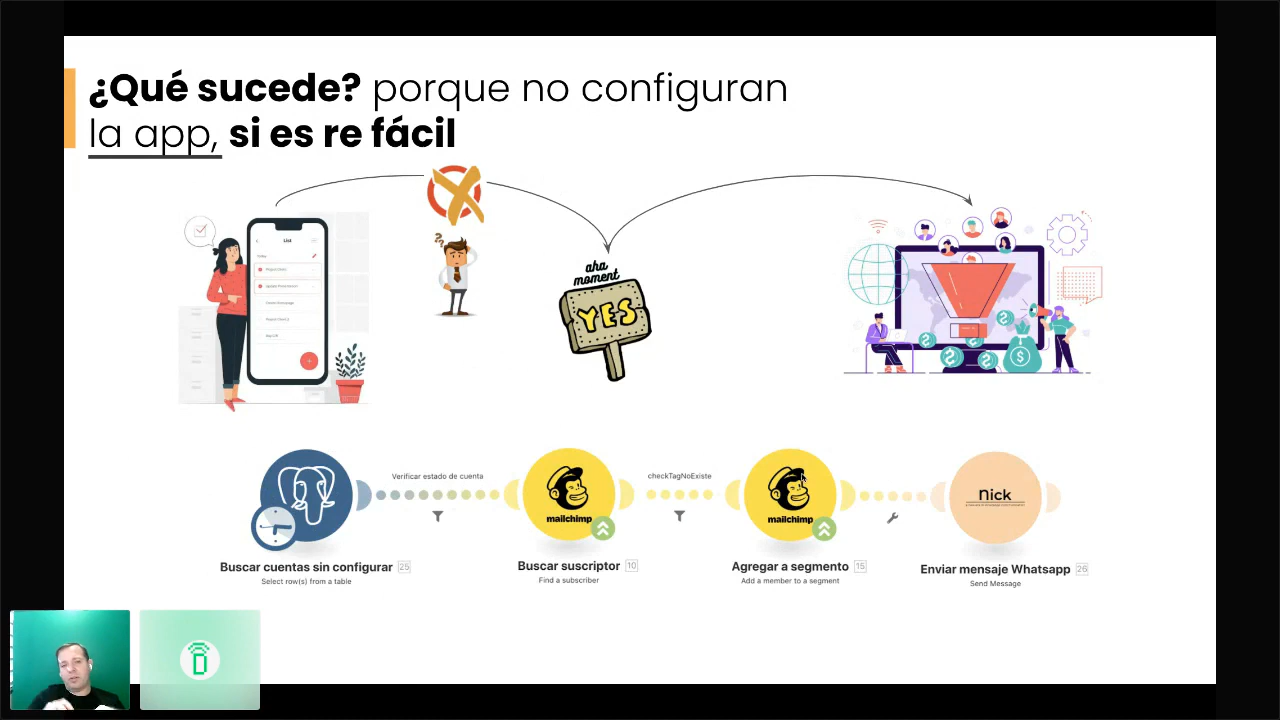 ¿Qué sucede? porque no configuran
la app, si es re fácil
List
??
aha
moment
YES
$
Verificar estado de cuenta
checkTagNoExiste
mailchimp
mailchimp
Nick
Buscar cuentas sin configurar 25
Select row(s) from a table
Buscar suscriptor 10
Find a subscriber
Agregar a segmento 15
Add a member to a segment
Enviar mensaje Whatsapp 26
Send Message